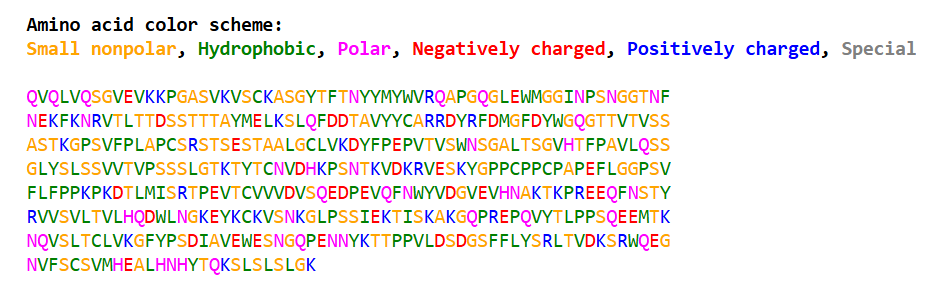 Amino acid color scheme:
Small nonpolar, Hydrophobic, Polar, Negatively charged, Positively charged, Special
QVQLVQSGVEVKKPGASVKVSCKASGYTFTNYYMYWVRQAPGQGLEWMGGINPSNGGTNF
NEKFKNRVTLTTDSSTTTAYMELKSLQFDDTAVYYCARRDYRFDMGFDYWGQGTTVTVSS
ASTKGPSVFPLAPCSRSTSESTAALGCLVKDYFPEPVTVSWNSGALTSGVHTFPAVLQSS
GLYSLSSVVTVPSSSLGTKTYTCNVDHKPSNTKVDKRVESKYGPPCPPCPAPEFLGGPSV
FLFPPKPKDTLMISRTPEVTCVVVDVSQEDPEVQFNWYVDGVEVHNAKTKPREEQFNSTY
RVVSVLTVLHQDWLNGKEYKCKVSNKGLPSSIEKTISKAKGQPREPQVYTLPPSQEEMTK
NQVSLTCLVKGFYPSDIAVEWESNGQPENNYKTTPPVLDSDGSFFLYSRLTVDKSRWQEG
NVFSCSVMHEALHNHYTQKSLSLSLGK